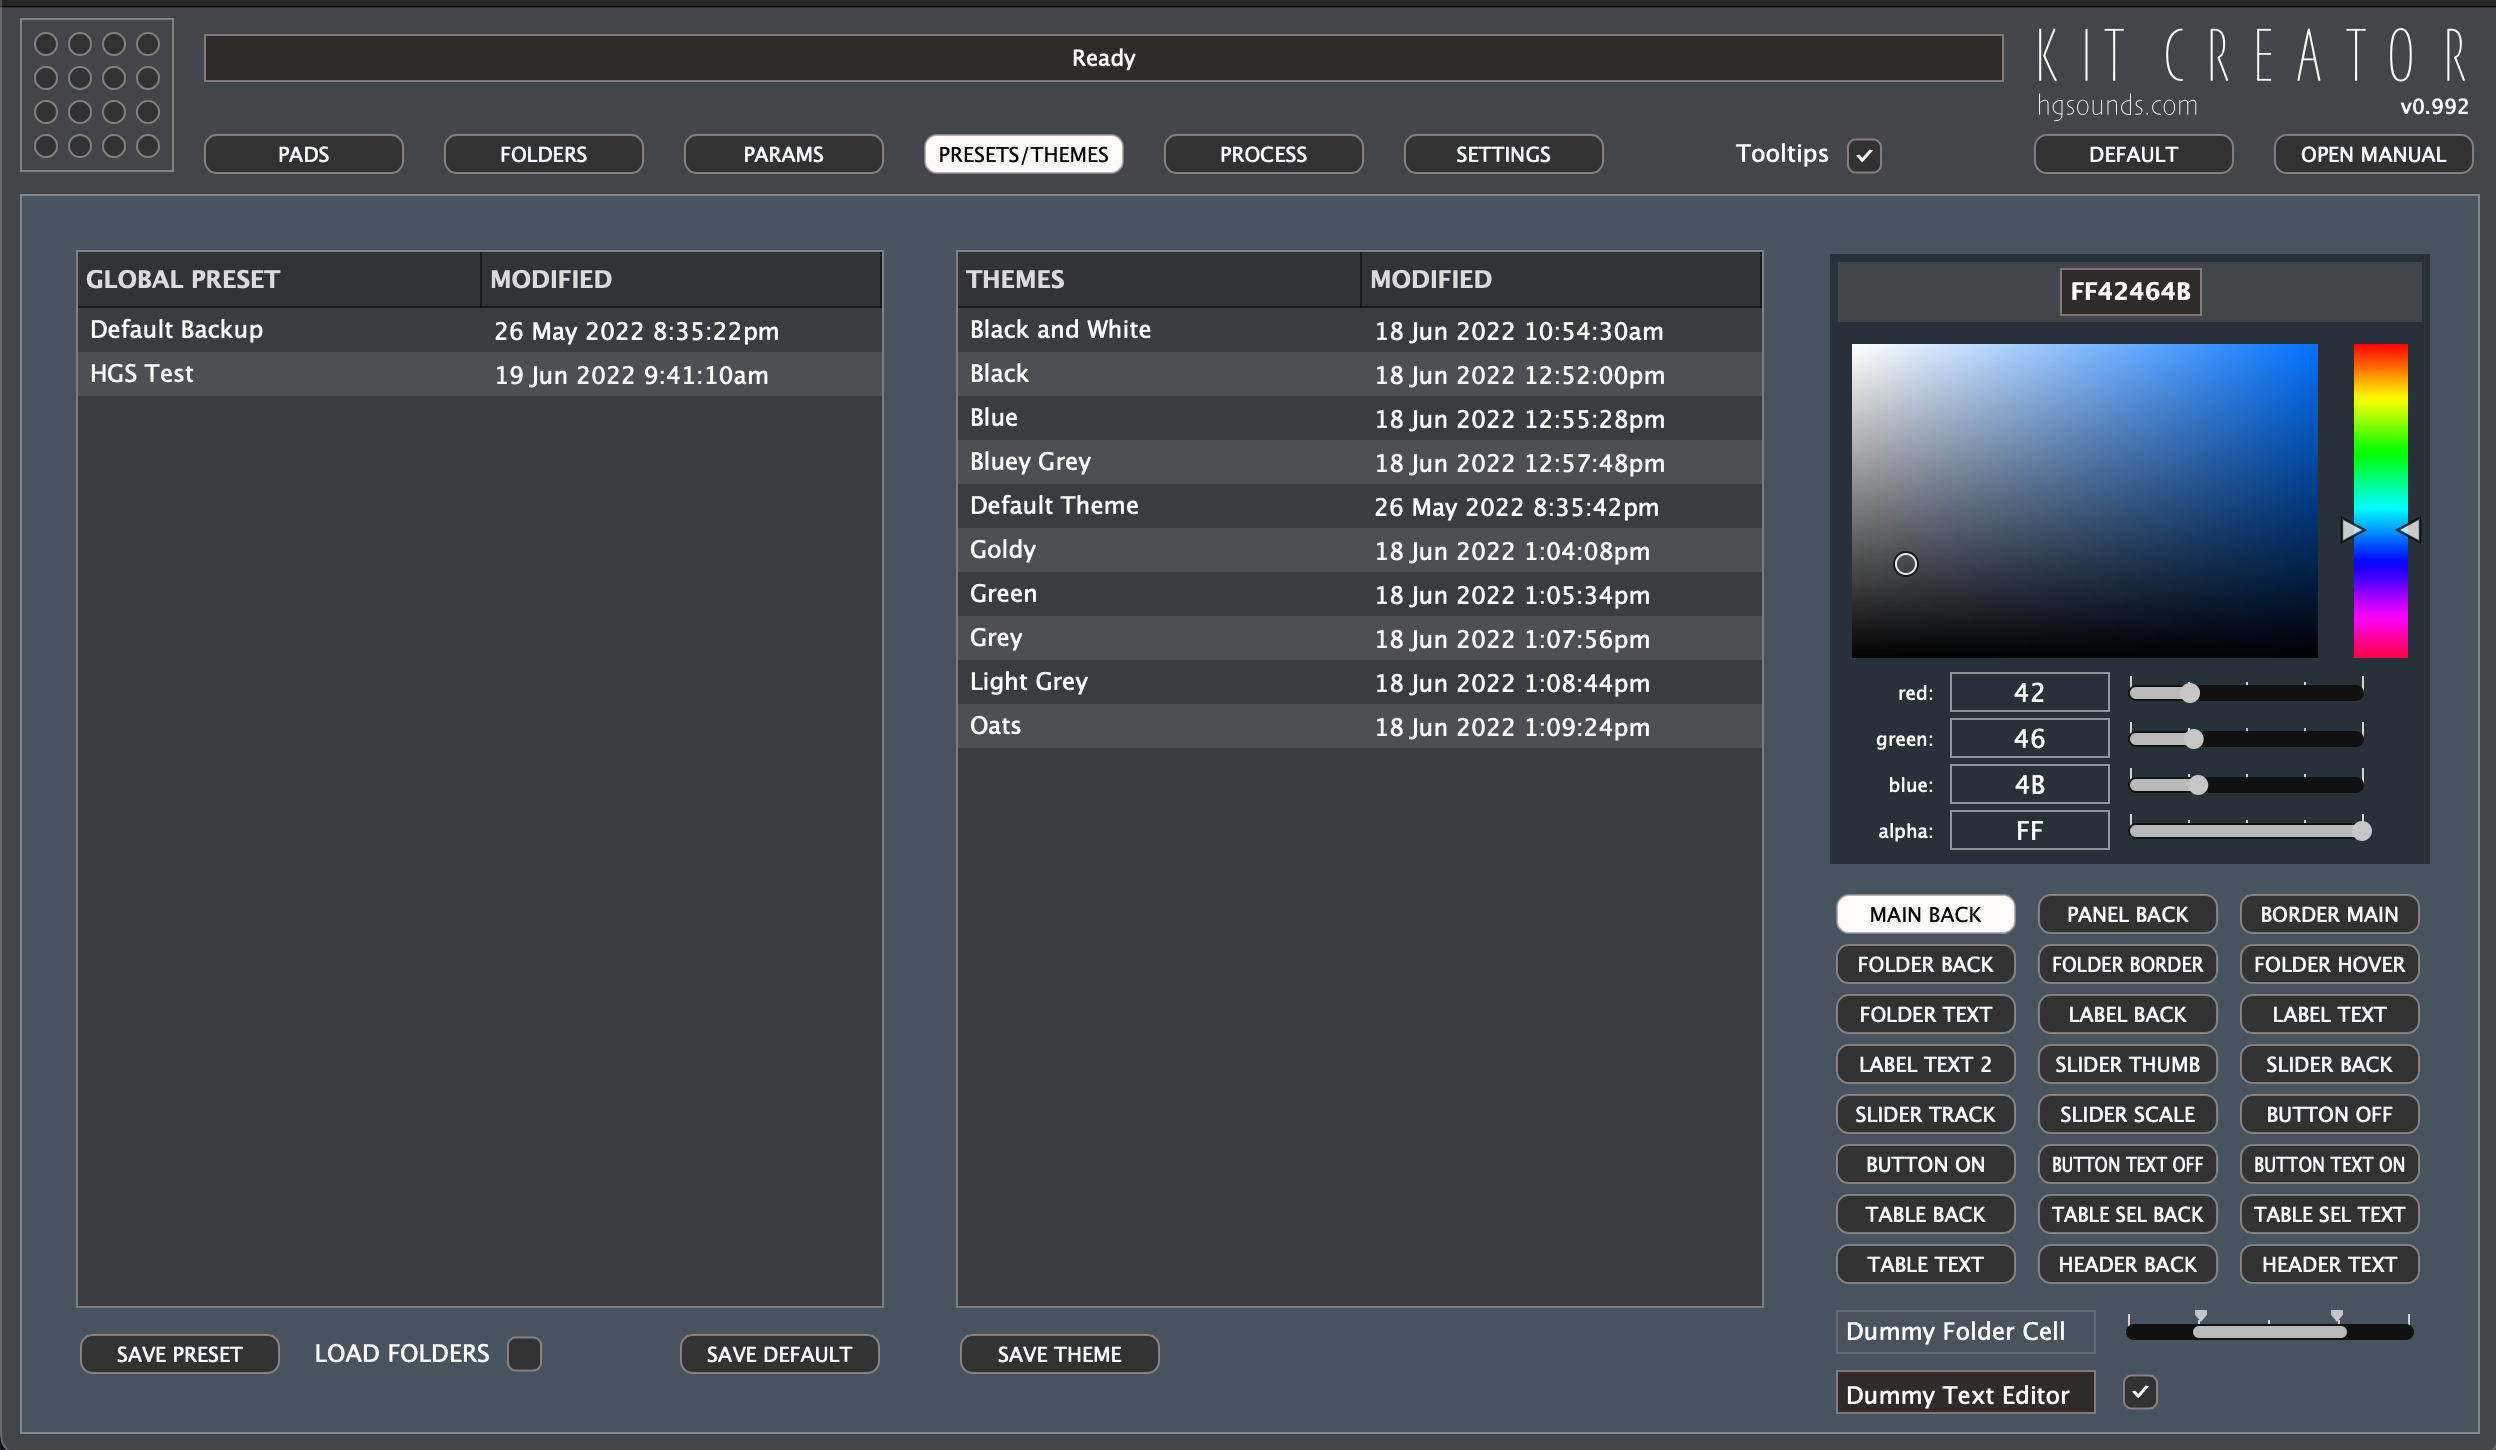 Ready
KIT CREATOR
hgsounds.com
v0.992
PADS
FOLDERS
PARAMS
PRESETS/THEMES
PROCESS
SETTINGS
Tooltips
DEFAULT
OPEN MANUAL
GLOBAL PRESET MODIFIED
Default Backup 26 May 2022 8:35:22pm
HGS Test 19 Jun 2022 9:41:10am
SAVE PRESET
LOAD FOLDERS
SAVE DEFAULT
THEMES MODIFIED
Black and White 18 Jun 2022 10:54:30am
Black 18 Jun 2022 12:52:00pm
Blue 18 Jun 2022 12:55:28pm
Bluey Grey 18 Jun 2022 12:57:48pm
Default Theme 26 May 2022 8:35:42pm
Goldy 18 Jun 2022 1:04:08pm
Green 18 Jun 2022 1:05:34pm
Grey 18 Jun 2022 1:07:56pm
Light Grey 18 Jun 2022 1:08:44pm
Oats 18 Jun 2022 1:09:24pm
SAVE THEME
FF42464B
red: 42
green: 46
blue: 4B
alpha: FF
MAIN BACK PANEL BACK BORDER MAIN
FOLDER BACK FOLDER BORDER FOLDER HOVER
FOLDER TEXT LABEL BACK LABEL TEXT
LABEL TEXT 2 SLIDER THUMB SLIDER BACK
SLIDER TRACK SLIDER SCALE BUTTON OFF
BUTTON ON BUTTON TEXT OFF BUTTON TEXT ON
TABLE BACK TABLE SEL BACK TABLE SEL TEXT
TABLE TEXT HEADER BACK HEADER TEXT
Dummy Folder Cell
Dummy Text Editor